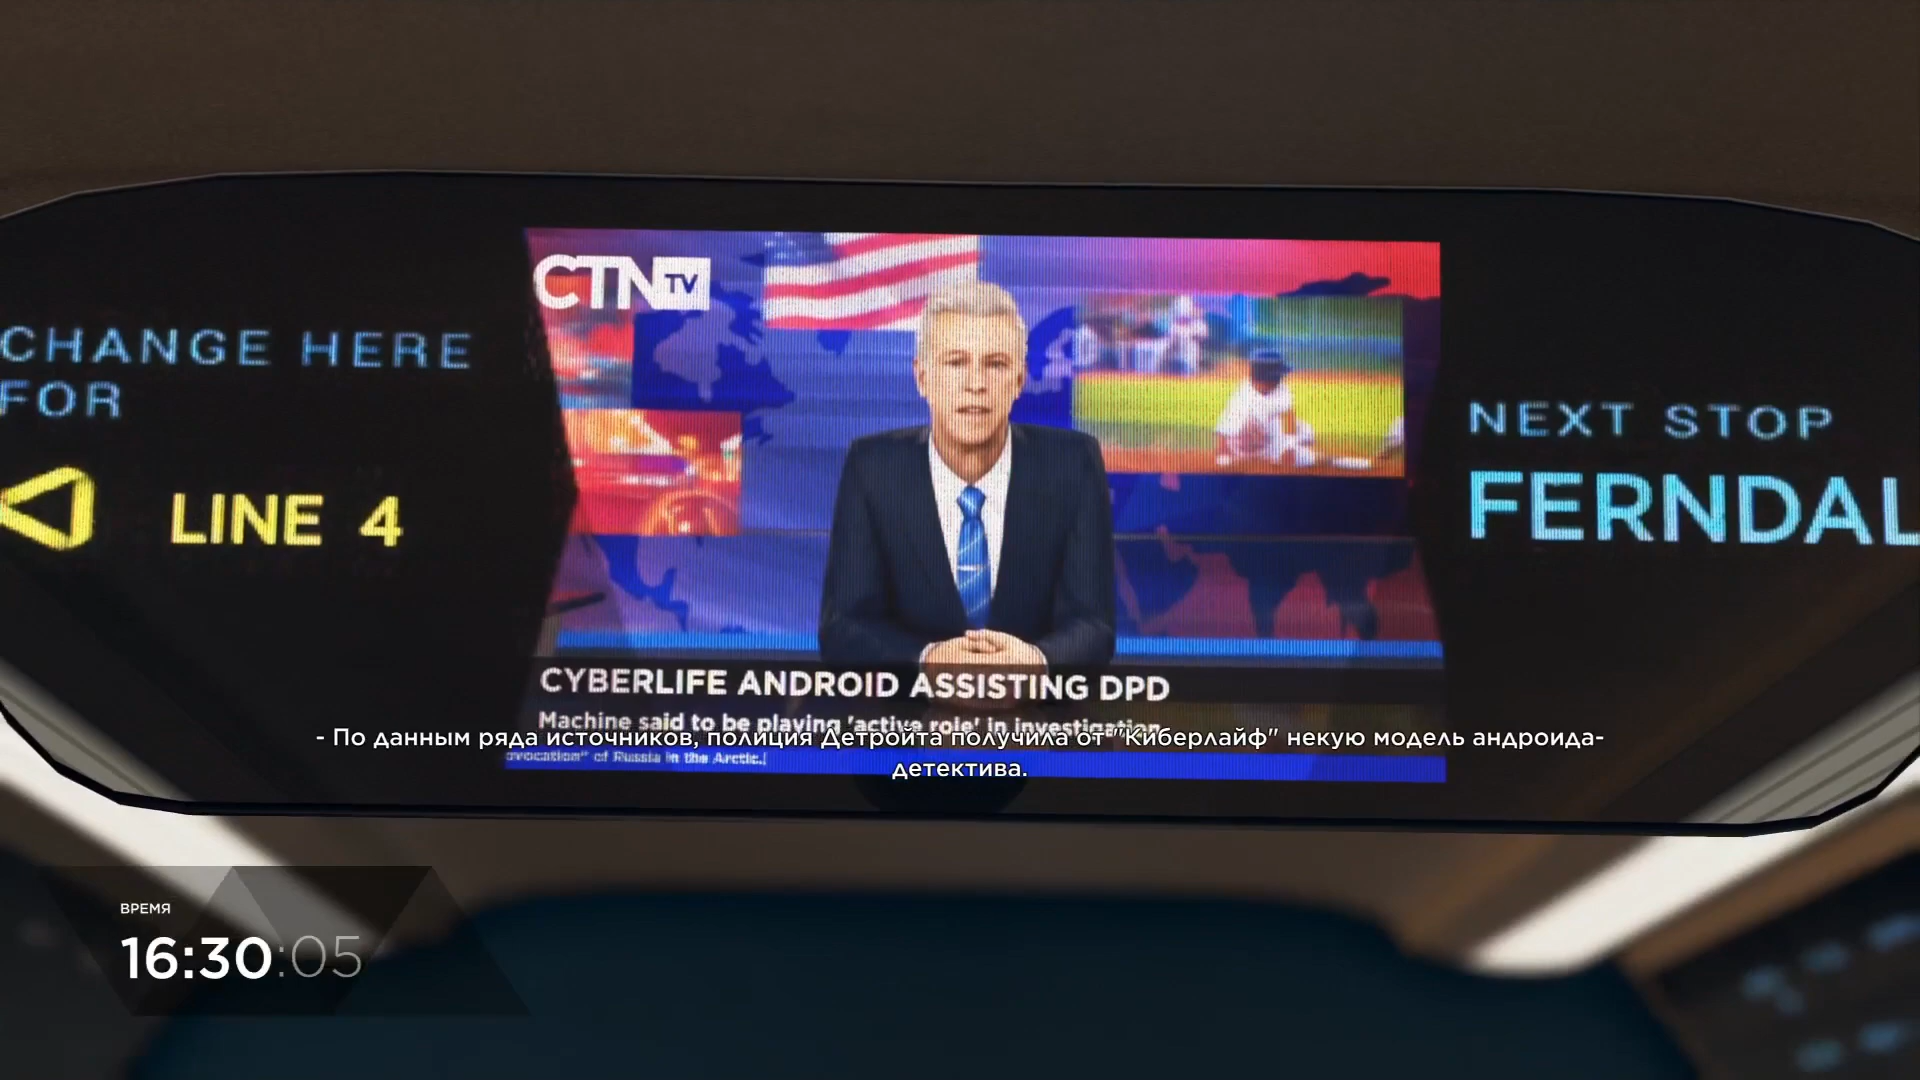 CTN TV
CHANGE HERE
FOR
LINE 4
NEXT STOP
FERNDAL
CYBERLIFE ANDROID ASSISTING DPD
Machine said to be playing 'active role' in investigation
ovocation" of Russia in the Arctic.|
- По данным ряда источников, полиция Детройта получила от "Киберлайф" некую модель андроида-
детектива.
ВРЕМЯ
16:30:05